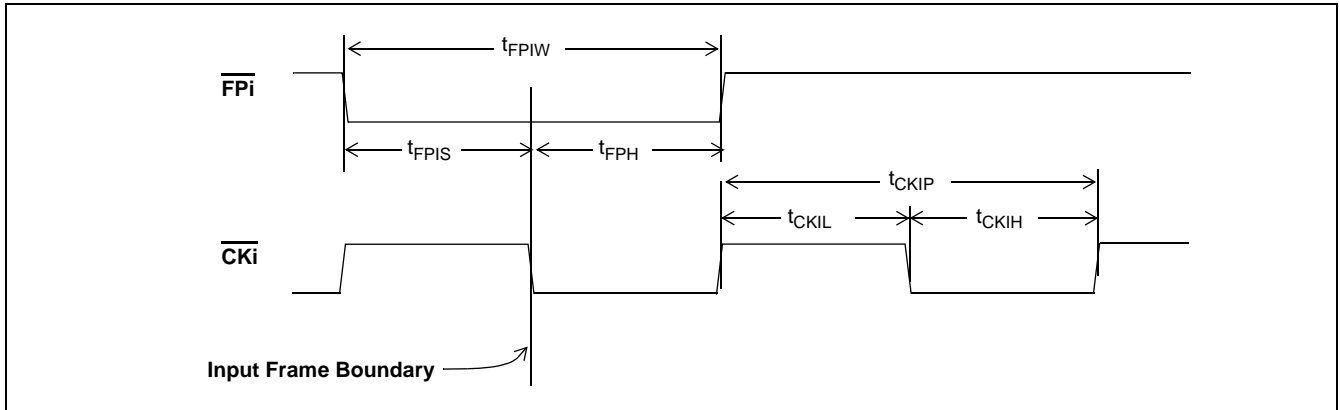 tFPIW
FPi
tFPIS
tFPH
tCKIP
tCKIL
tCKIH
CKi
Input Frame Boundary